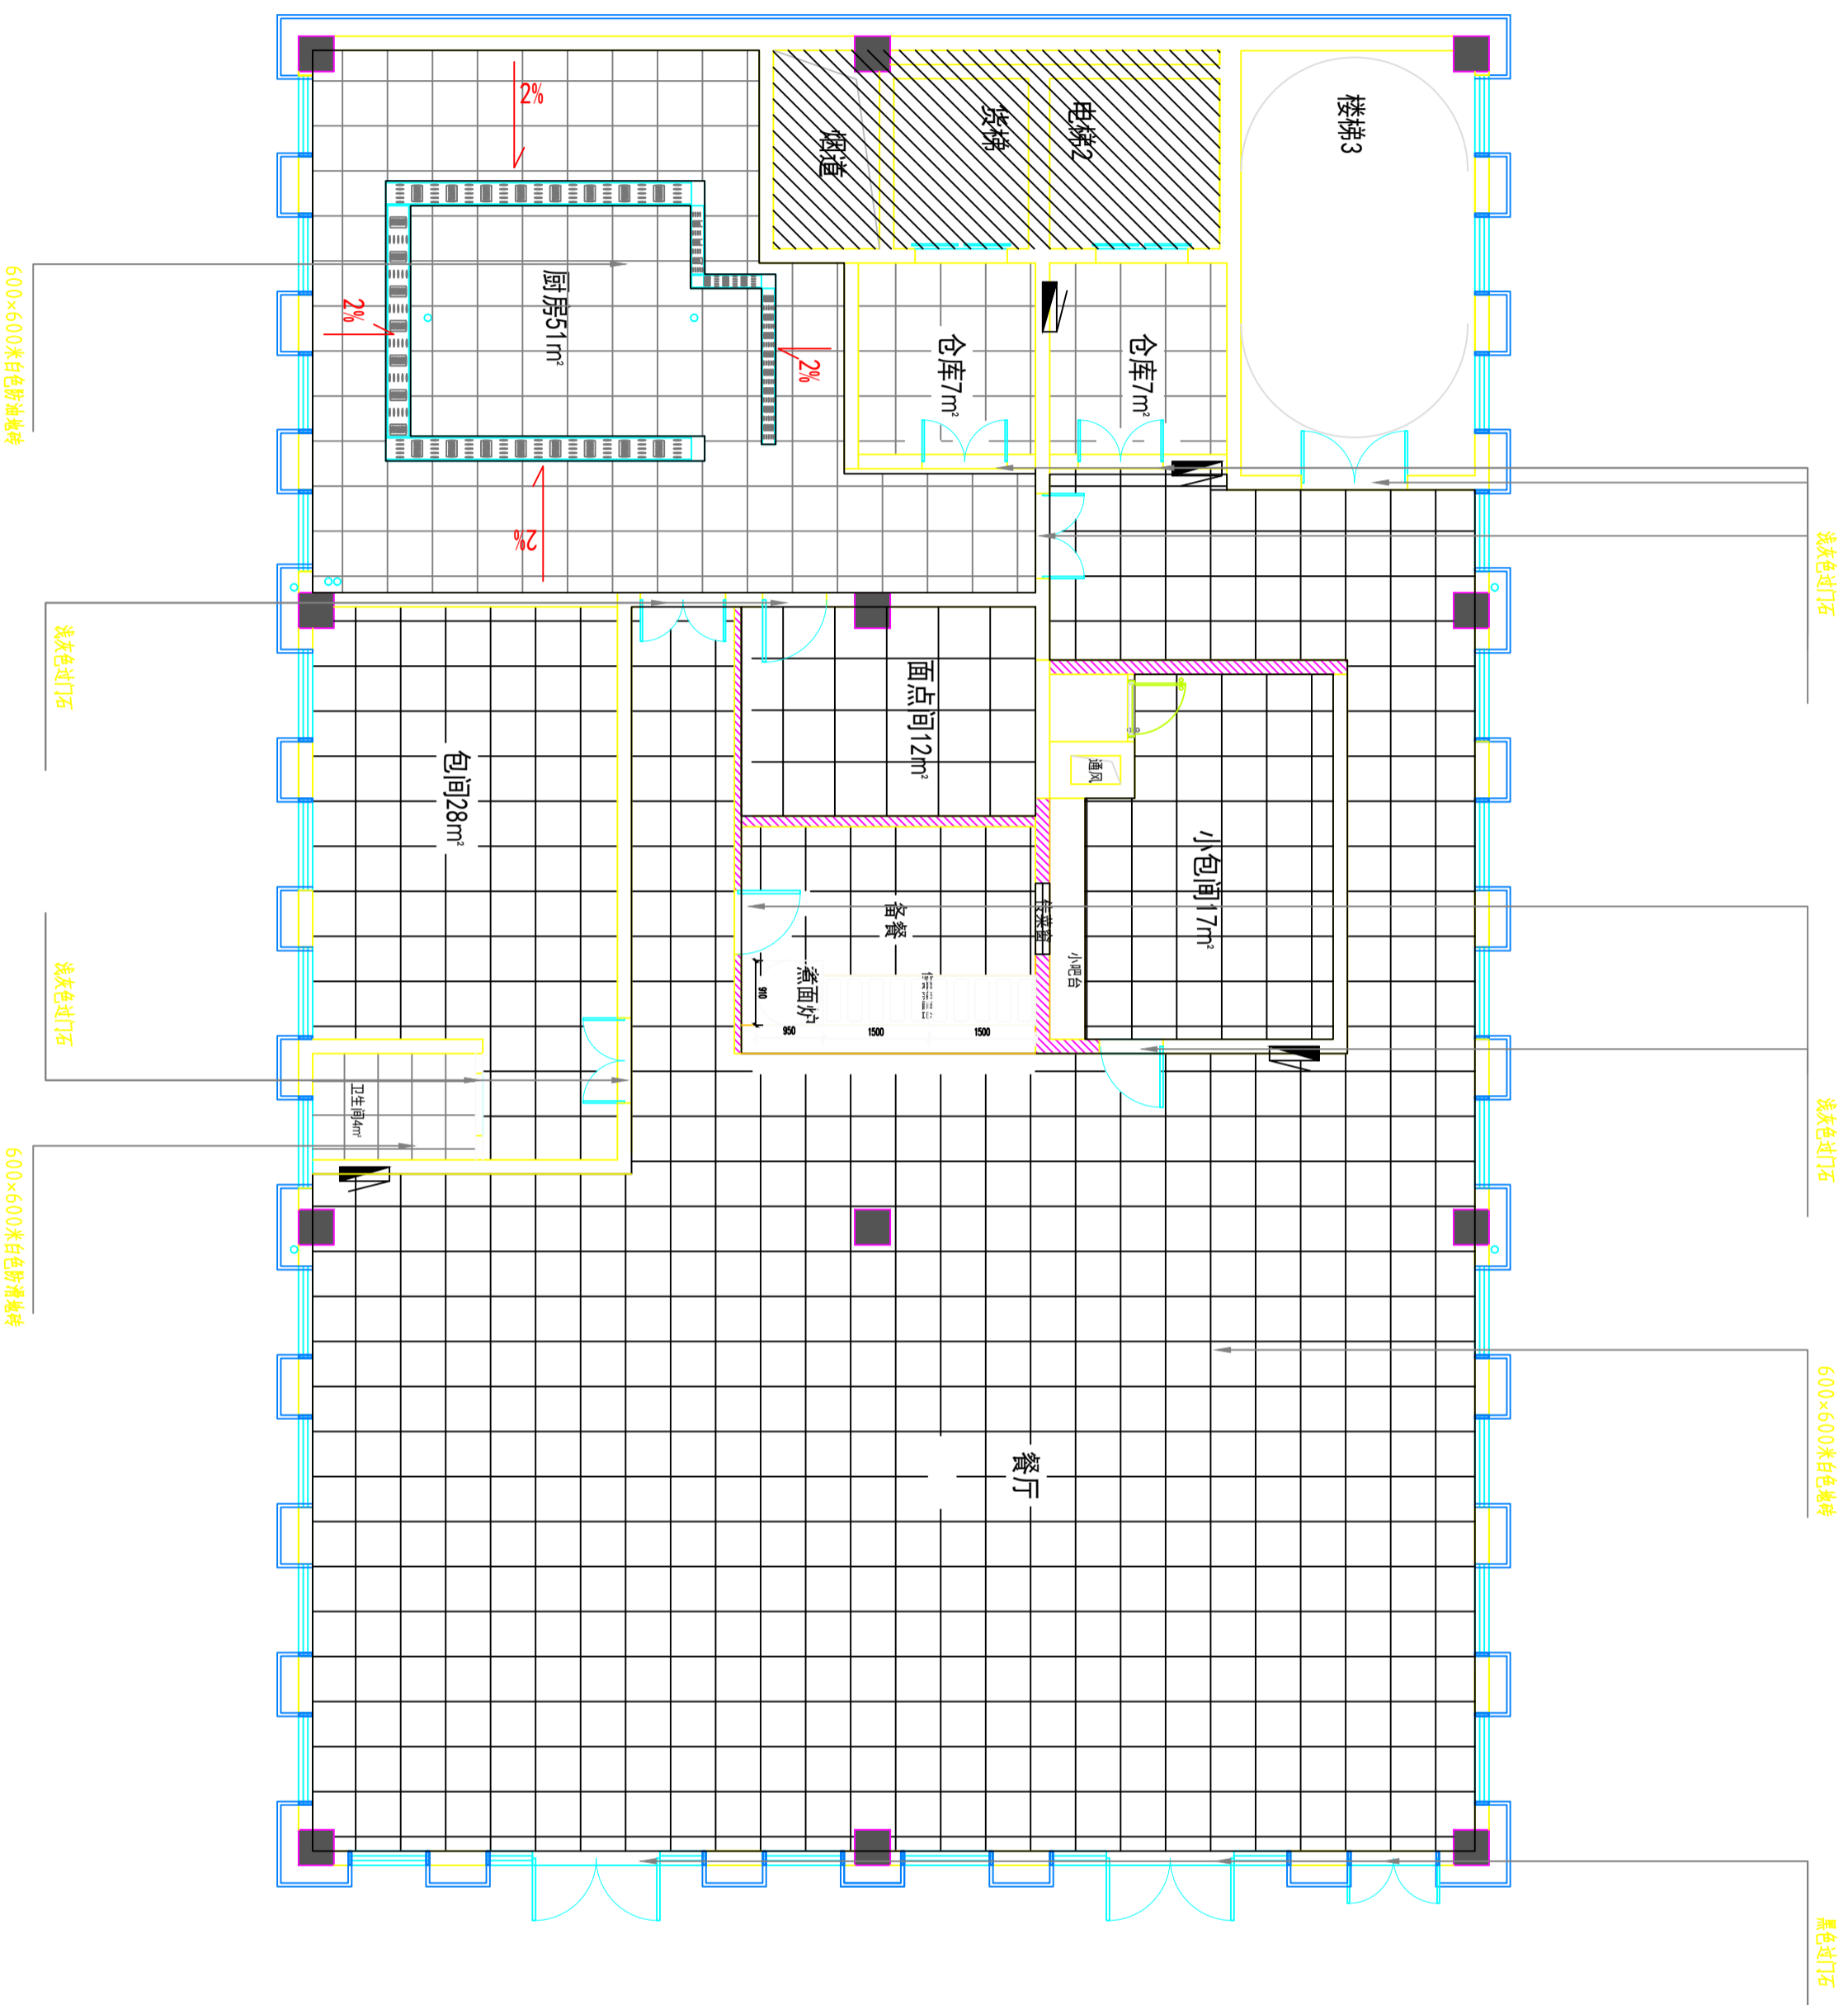 楼梯3
电梯2
货梯
烟道
2%
厨房51m²
2%
2%
2%
仓库7m²
仓库7m²
600×600米白色防油地砖
浅灰色过门石
浅灰色过门石
面点间12m²
包间28m²
通风
小包间17m²
传菜窗
备餐
小吧台
煮面炉
910
950
1500
1500
浅灰色过门石
浅灰色过门石
卫生间4m²
600×600米白色防滑地砖
餐厅
600×600米白色地砖
黑色过门石